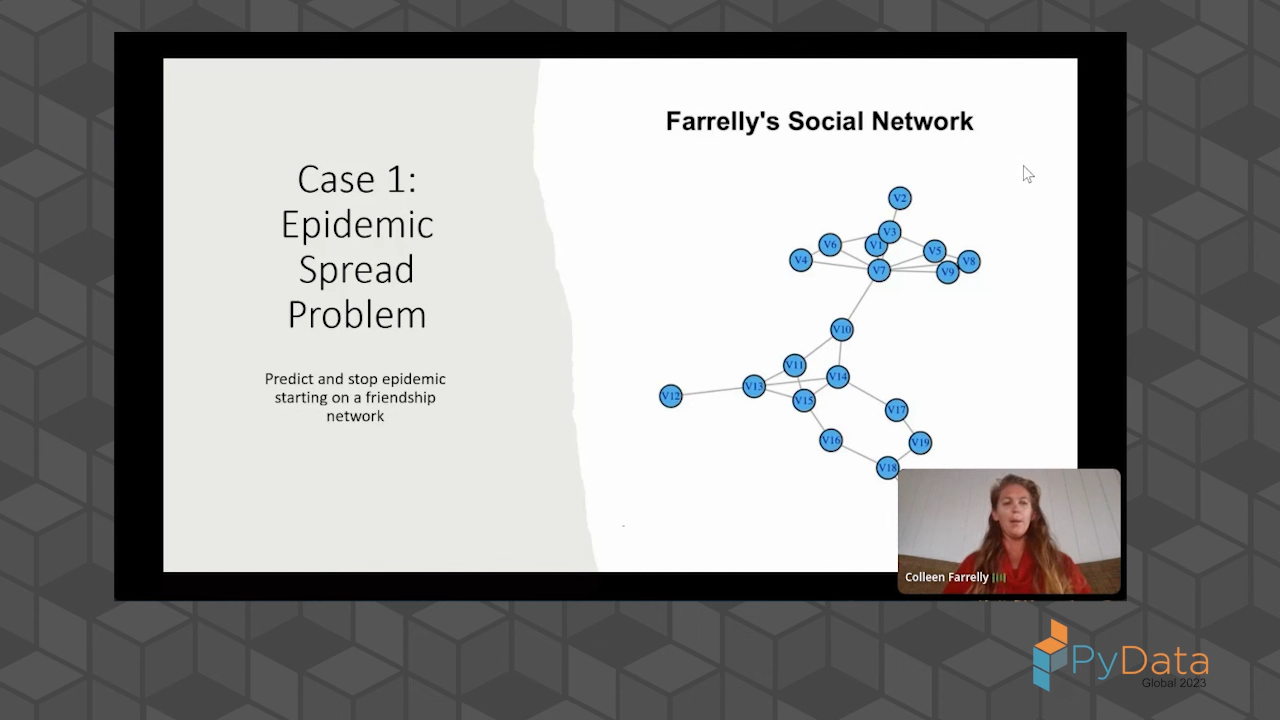 Case 1:
Epidemic
Spread
Problem
Predict and stop epidemic
starting on a friendship
network
Farrelly's Social Network
V2
V3
V6
V1
V5
V4
V7
V9
V8
V10
V11
V14
V12
V13
V15
V17
V16
V19
V18
Colleen Farrelly
PyData
Global 2023